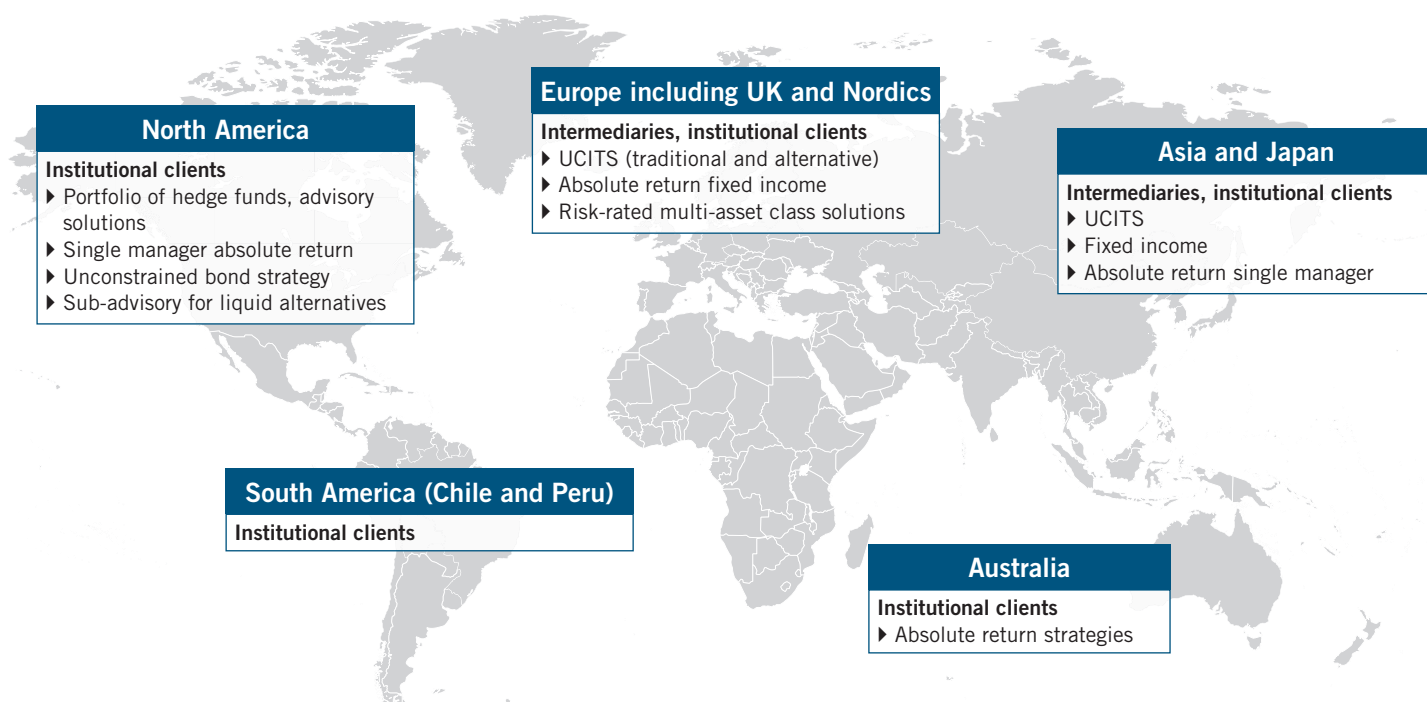 North America
Institutional clients
▶ Portfolio of hedge funds, advisory
solutions
▶ Single manager absolute return
▶ Unconstrained bond strategy
▶ Sub-advisory for liquid alternatives
Europe including UK and Nordics
Intermediaries, institutional clients
▶ UCITS (traditional and alternative)
▶ Absolute return fixed income
▶ Risk-rated multi-asset class solutions
Asia and Japan
Intermediaries, institutional clients
▶ UCITS
▶ Fixed income
▶ Absolute return single manager
South America (Chile and Peru)
Institutional clients
Australia
Institutional clients
▶ Absolute return strategies